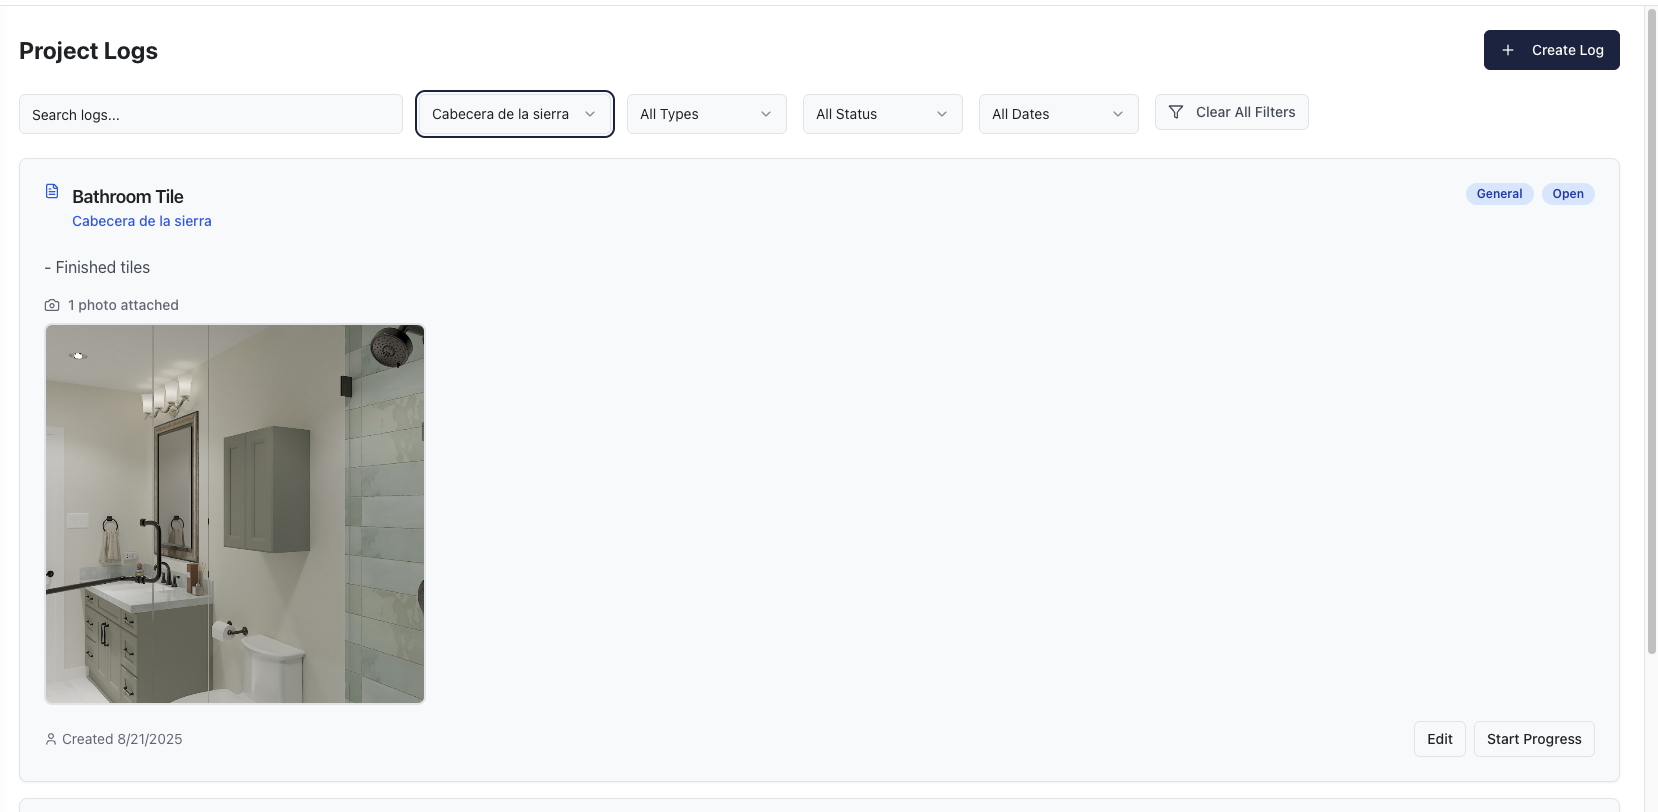 Project Logs
Create Log
Search logs...
Cabecera de la sierra
All Types
All Status
All Dates
Clear All Filters
Bathroom Tile
General
Open
Cabecera de la sierra
- Finished tiles
1 photo attached
Created 8/21/2025
Edit
Start Progress